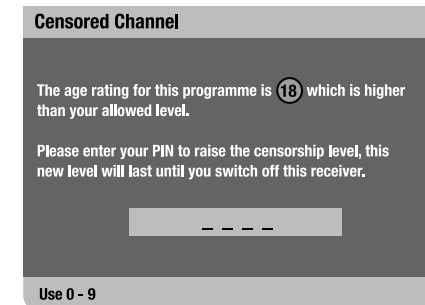 Censored Channel
The age rating for this programme is 18 which is higher
than your allowed level.
Please enter your PIN to raise the censorship level, this
new level will last until you switch off this receiver.
_ _ _ _
Use 0 - 9